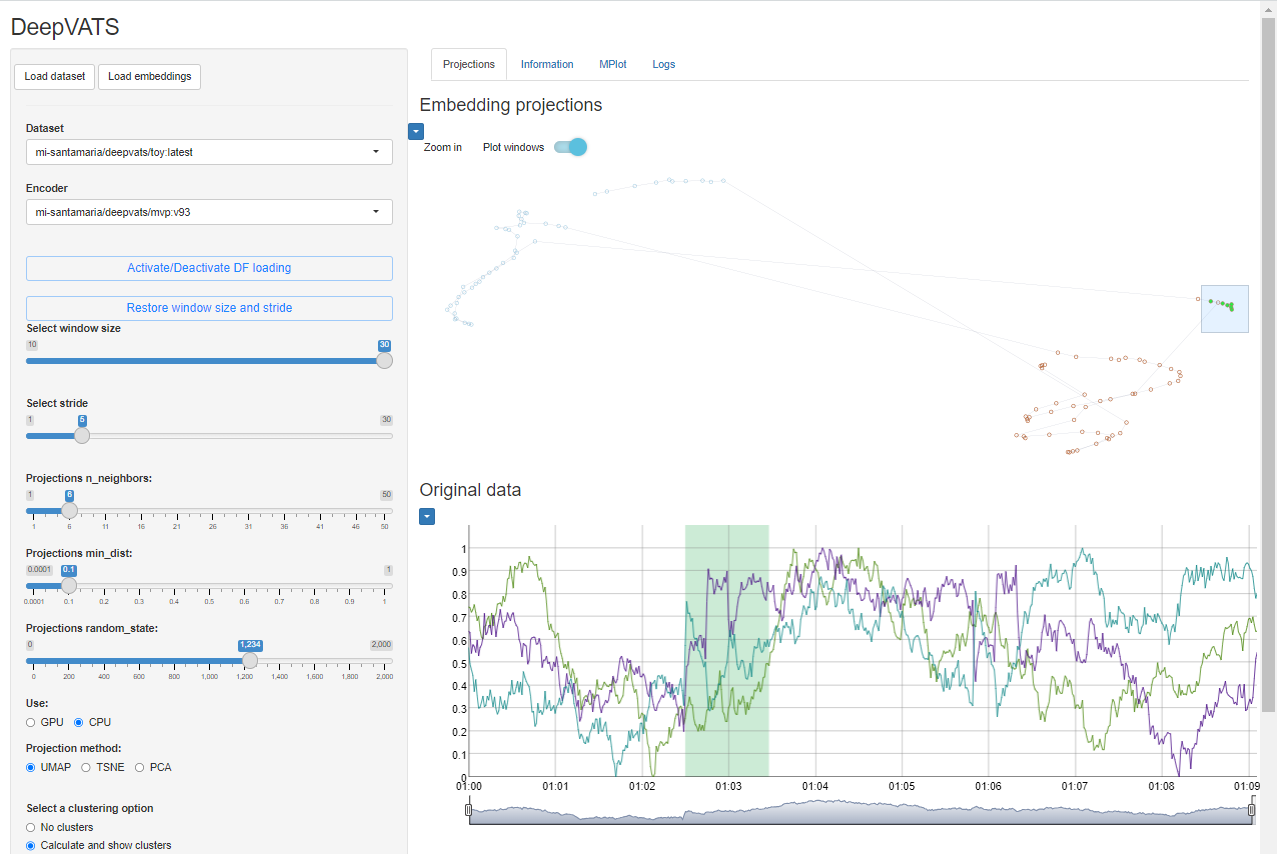 DeepVATS
Load dataset
Load embeddings
Dataset
mi-santamaria/deepvats/toy:latest
Encoder
mi-santamaria/deepvats/mvp:v93
Activate/Deactivate DF loading
Restore window size and stride
Select window size
10 30
Select stride
1 5 30
Projections n_neighbors:
1 6 50
1 6 11 16 21 26 31 36 41 46 50
Projections min_dist:
0.0001 0.1 1
0.0001 0.1 0.2 0.3 0.4 0.5 0.6 0.7 0.8 0.9 1
Projections random_state:
0 1,234 2,000
0 200 400 600 800 1,000 1,200 1,400 1,600 1,800 2,000
Use:
GPU CPU
Projection method:
UMAP TSNE PCA
Select a clustering option
No clusters
Calculate and show clusters
Projections Information MPlot Logs
Embedding projections
Zoom in Plot windows
Original data
1
0.9
0.8
0.7
0.6
0.5
0.4
0.3
0.2
0.1
0
01:00 01:01 01:02 01:03 01:04 01:05 01:06 01:07 01:08 01:09